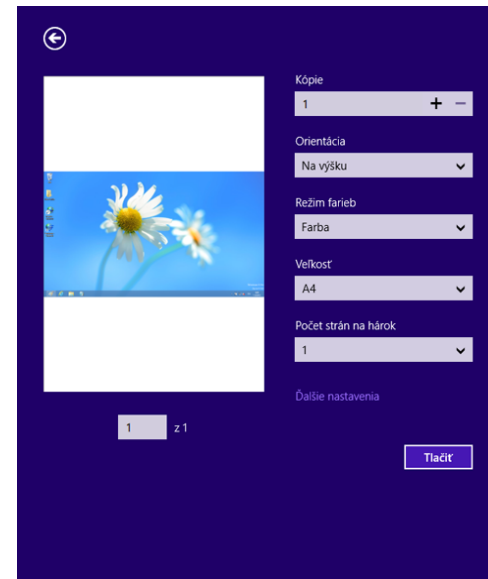 Kópie
1
Orientácia
Na výšku
Režim farieb
Farba
Veľkosť
A4
Počet strán na hárok
1
Ďalšie nastavenia
1 z 1
Tlačiť